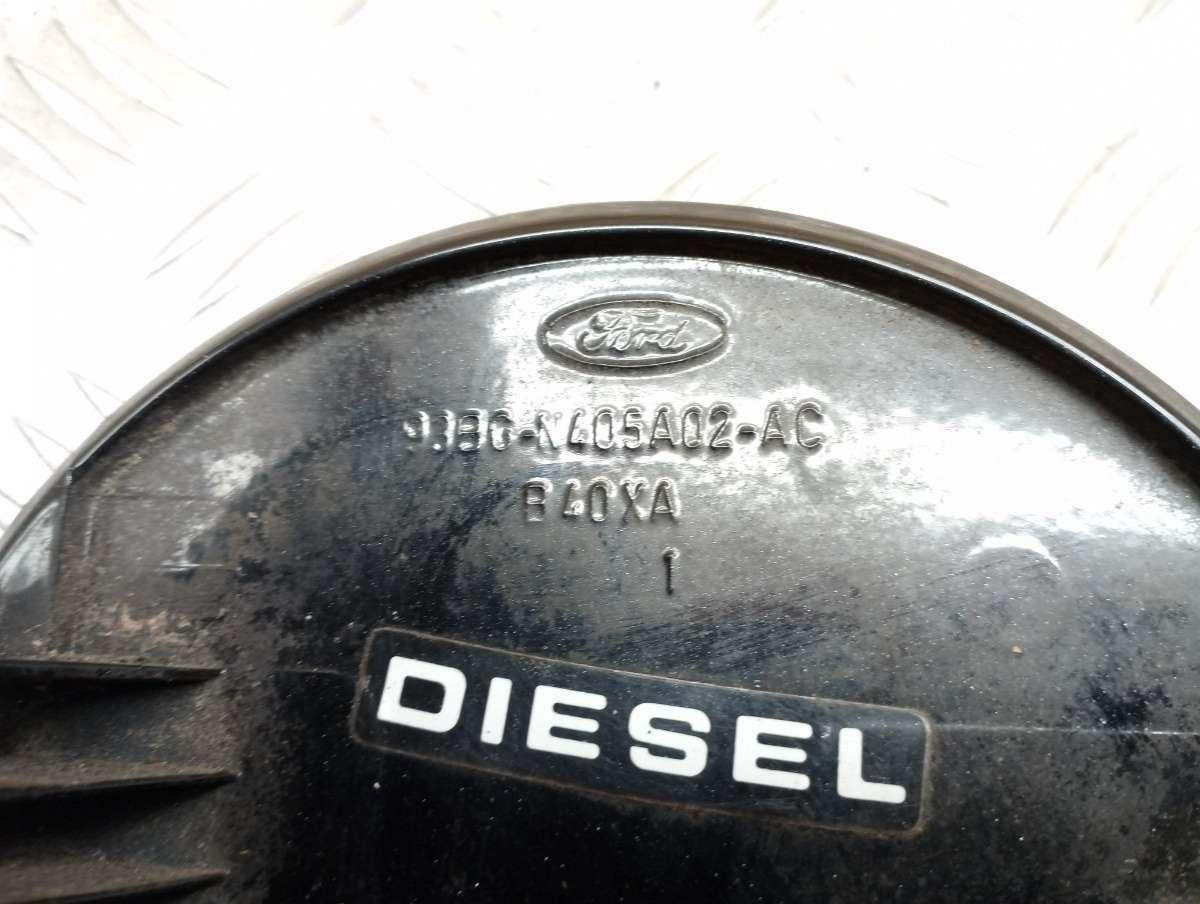 Ford
93BG-N405A02-AC
B40XA
1
DIESEL